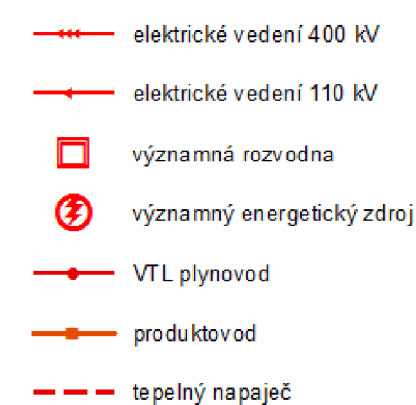 elektrické vedení 400 kV
elektrické vedení 110 kV
významná rozvodna
významný energetický zdroj
VTL plynovod
produktovod
tepelný napaječ